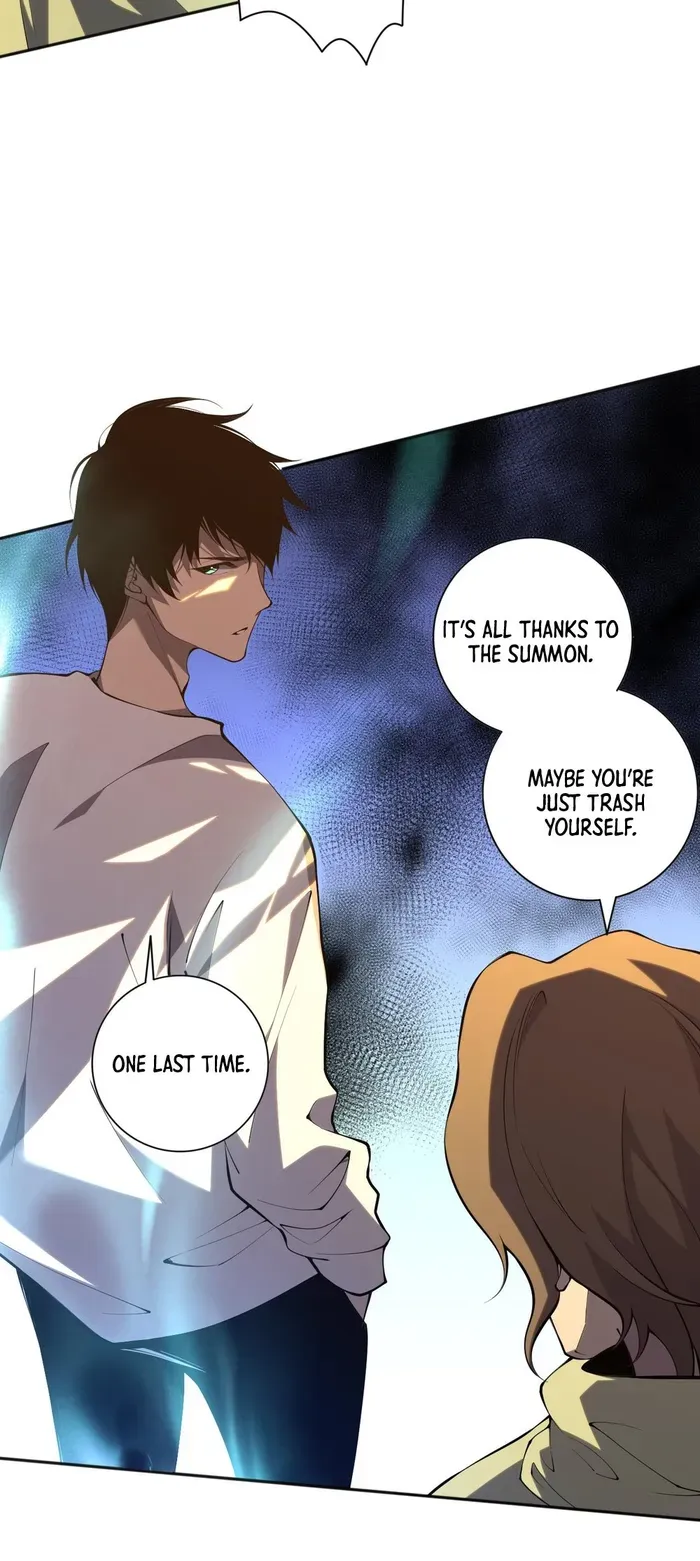 IT'S ALL THANKS TO
THE SUMMON.
MAYBE YOU'RE
JUST TRASH
YOURSELF.
ONE LAST TIME.